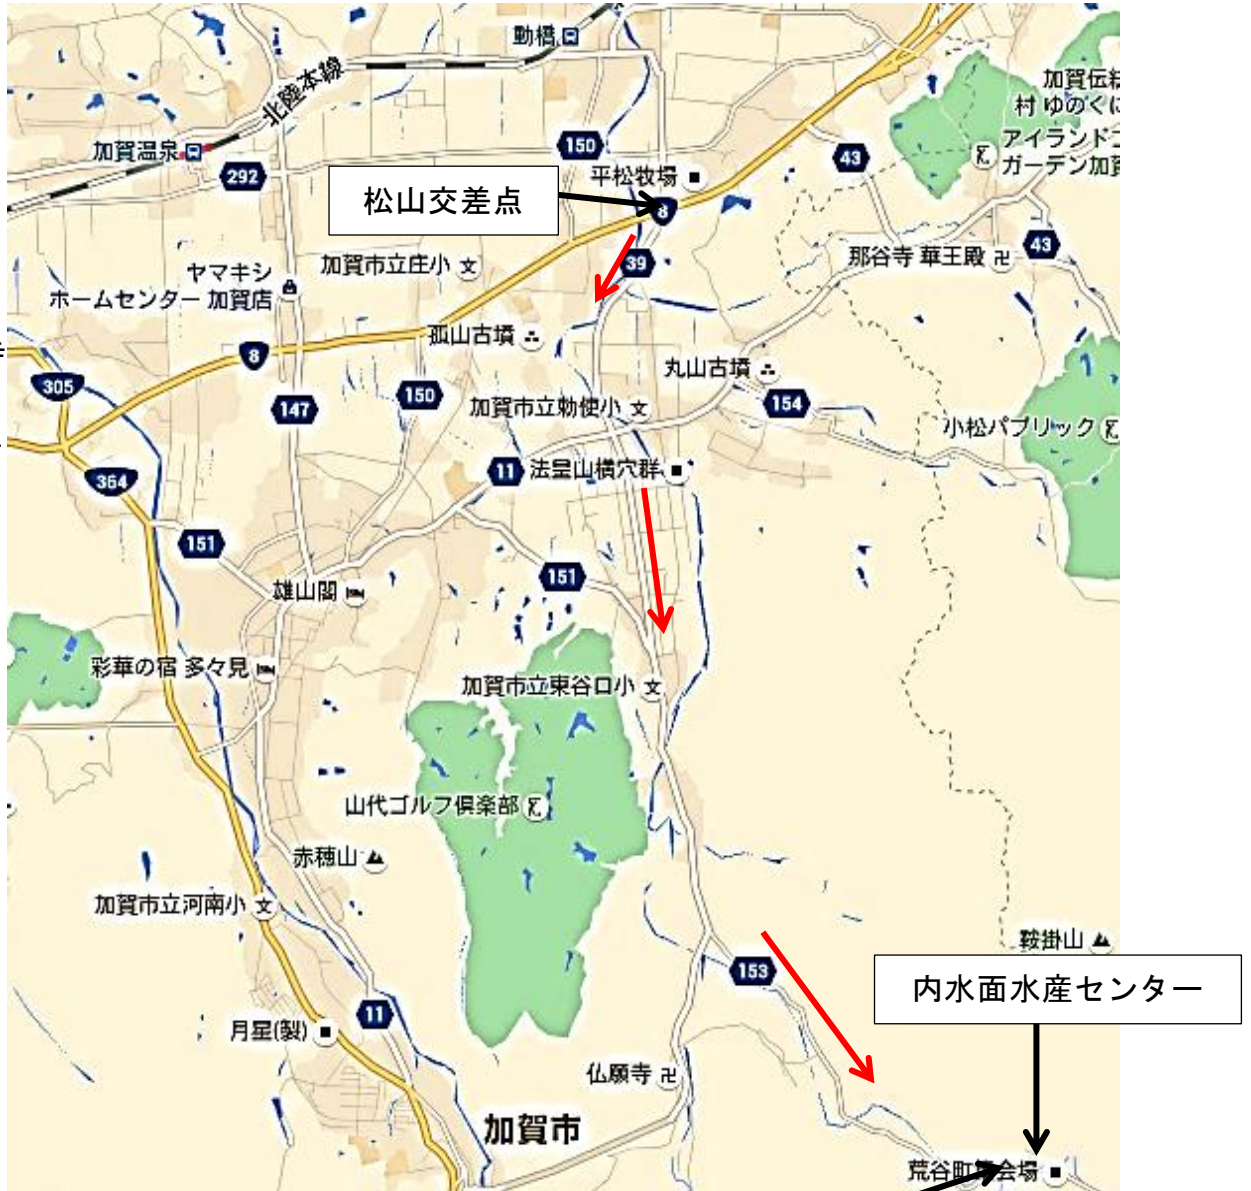 動橋
北陸本線
加賀伝統
村 ゆのくに
加賀温泉
150
アイランド
ガーデン加賀
43
292
平松牧場
松山交差点
8
39
43
加賀市立庄小
那谷寺 華王殿
ヤマキシ
ホームセンター 加賀店
孤山古墳
8
丸山古墳
305
150
147
加賀市立勅使小
154
小松パブリック
11
法皇山横穴群
364
151
151
雄山閣
彩華の宿 多々見
加賀市立東谷口小
山代ゴルフ倶楽部
赤穂山
加賀市立河南小
鞍掛山
153
内水面水産センター
11
月星(製)
仏願寺
加賀市
荒谷町集会場